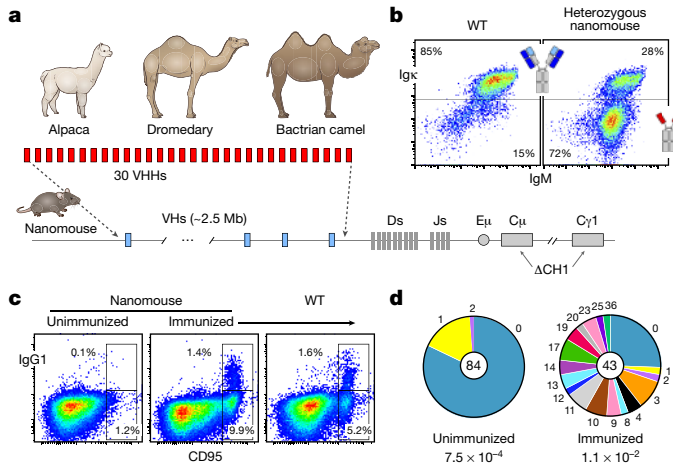 a
Alpaca
Dromedary
Bactrian camel
30 VHHs
Nanomouse
VHs (~2.5 Mb)
...
Ds
Js
Eμ
Cμ
Cγ1
ΔCH1
b
WT
Heterozygous
nanomouse
85%
28%
Igκ
15%
72%
IgM
c
Nanomouse
WT
Unimmunized
Immunized
IgG1
0.1%
1.4%
1.6%
1.2%
9.9%
5.2%
CD95
d
1
2
0
84
Unimmunized
7.5 × 10⁻⁴
20
23
25
36
19
17
14
13
12
11
10
9
8
4
3
2
1
0
43
Immunized
1.1 × 10⁻²